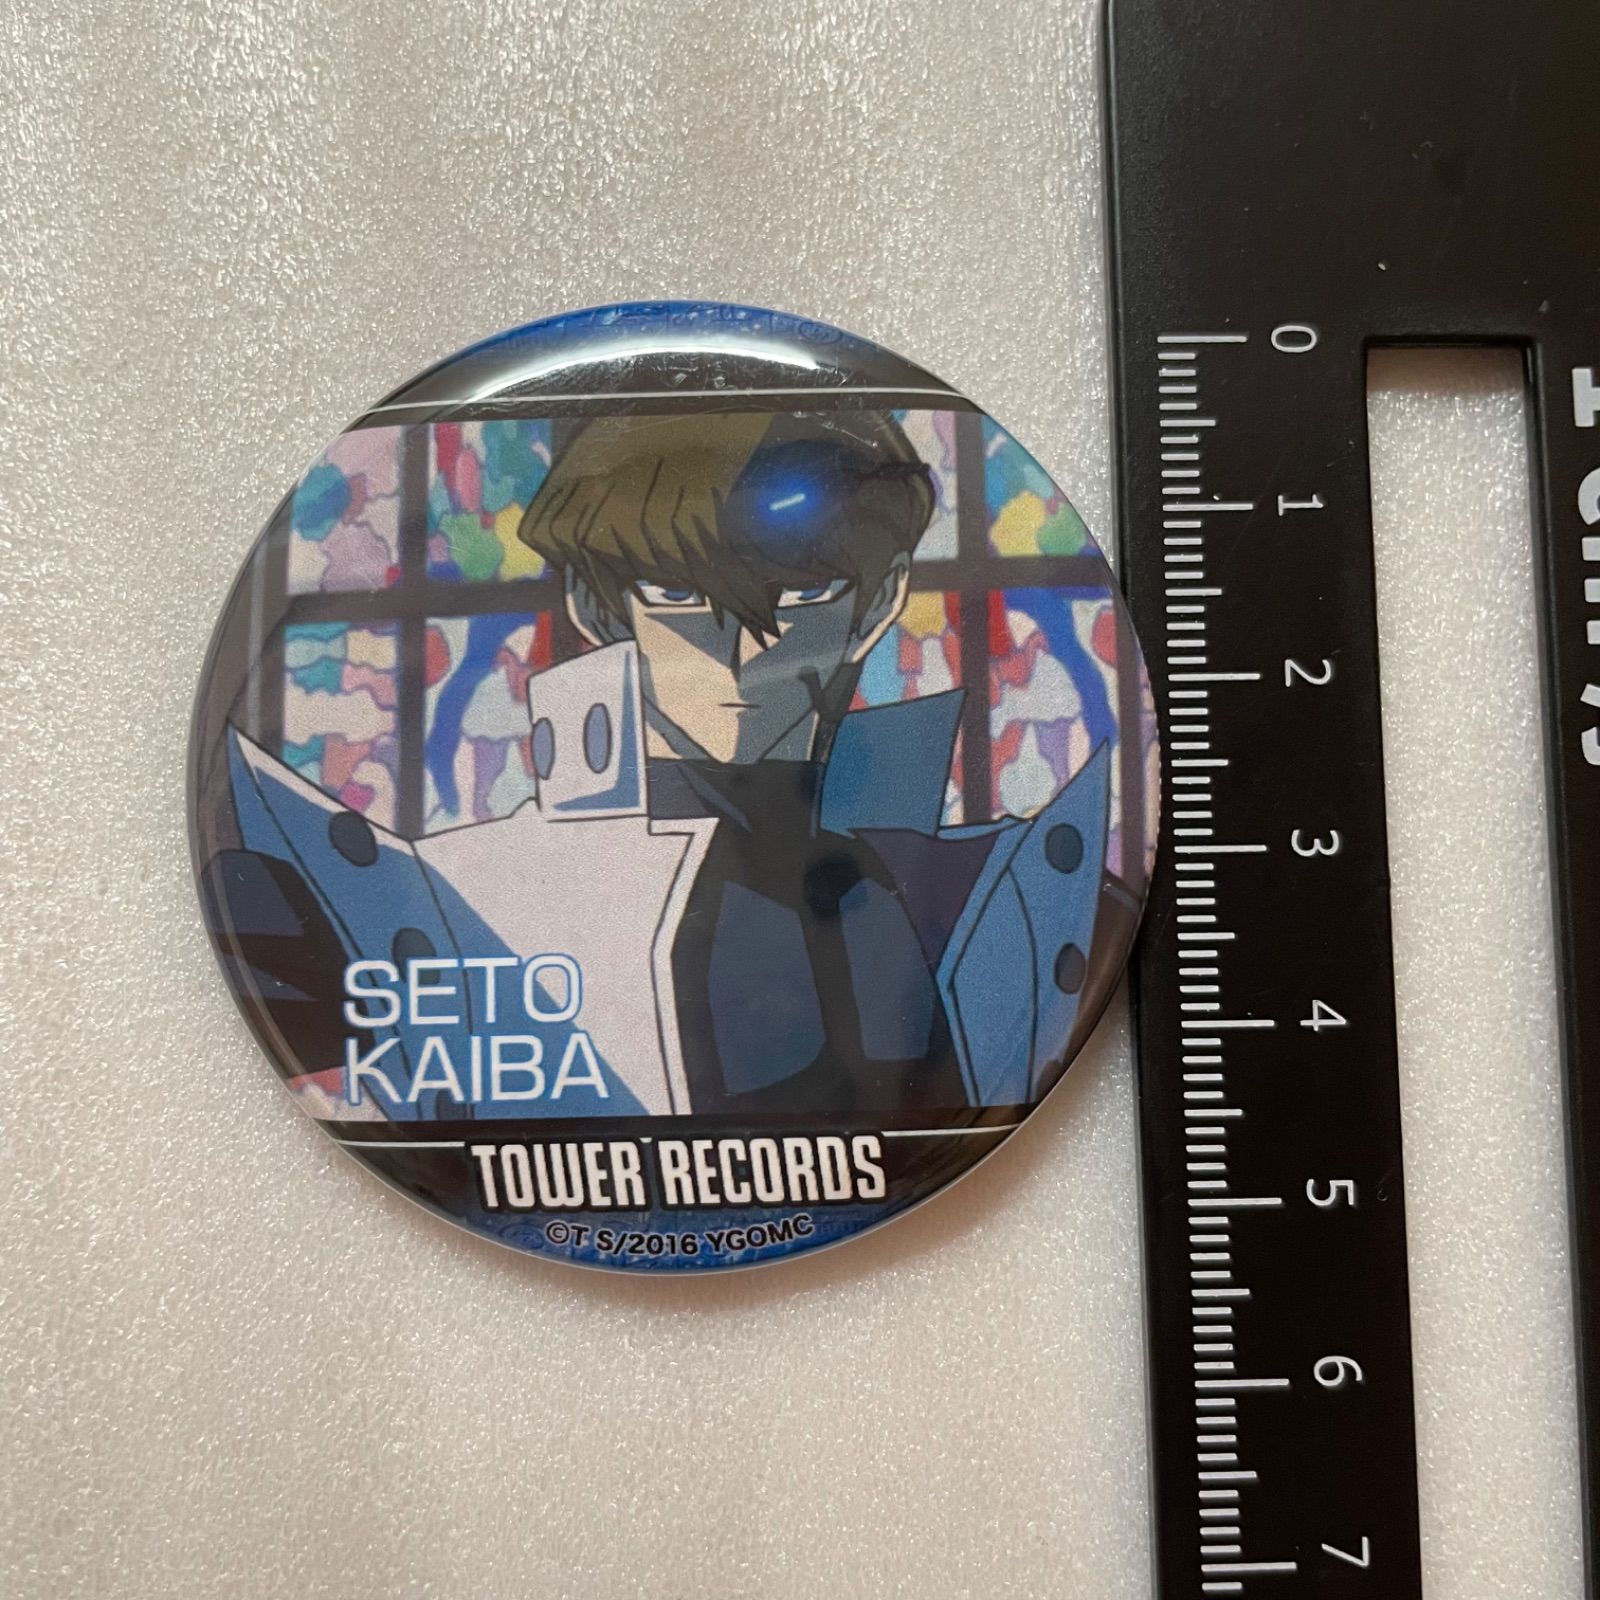 SETO
KAIBA
TOWER RECORDS
©T S/2016 YGOMC
0
1
2
3
4
5
6
7